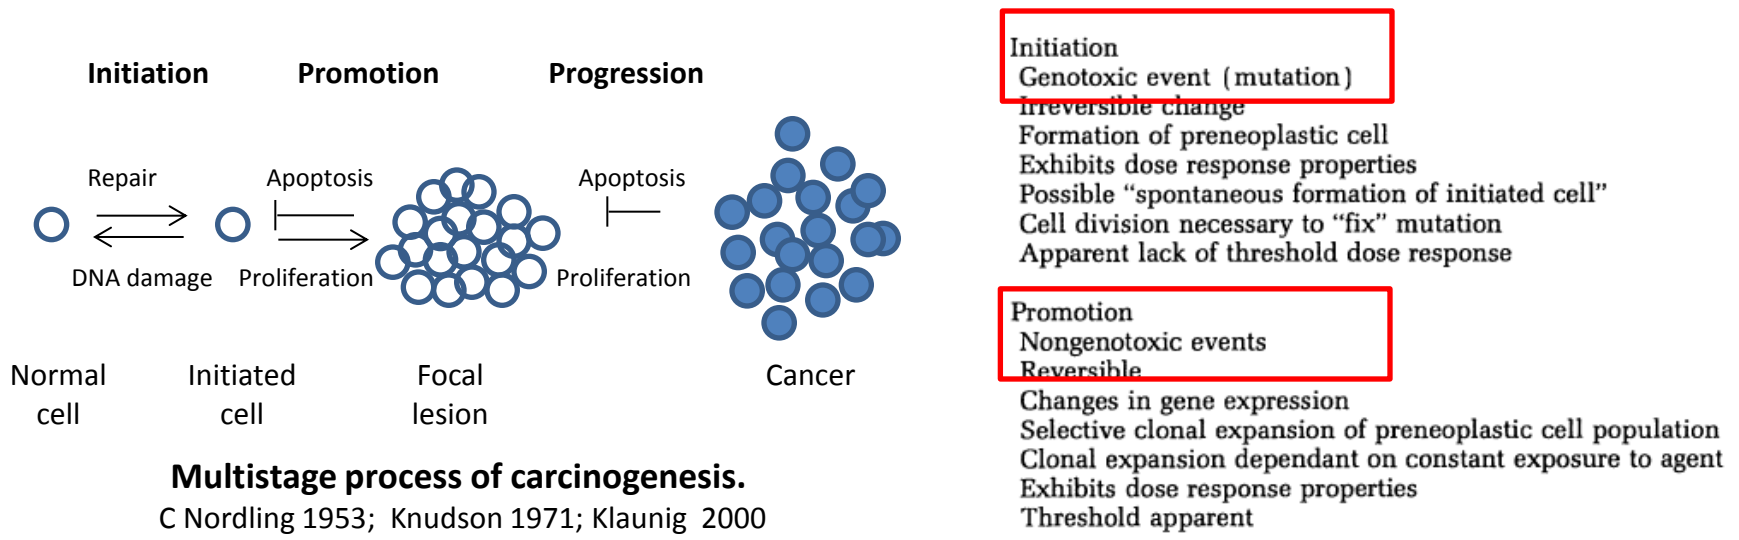 Initiation
Promotion
Progression
Repair
Apoptosis
Apoptosis
DNA damage
Proliferation
Proliferation
Normal
cell
Initiated
cell
Focal
lesion
Cancer
Multistage process of carcinogenesis.
C Nordling 1953; Knudson 1971; Klaunig 2000
Initiation
Genotoxic event (mutation)
Irreversible change
Formation of preneoplastic cell
Exhibits dose response properties
Possible “spontaneous formation of initiated cell”
Cell division necessary to “fix” mutation
Apparent lack of threshold dose response
Promotion
Nongenotoxic events
Reversible
Changes in gene expression
Selective clonal expansion of preneoplastic cell population
Clonal expansion dependant on constant exposure to agent
Exhibits dose response properties
Threshold apparent